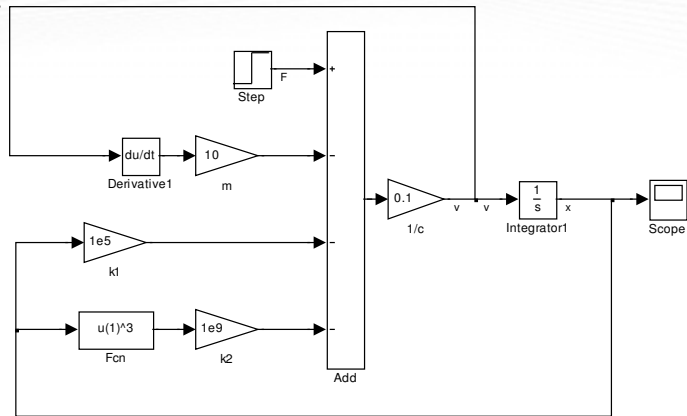 F
+
Step
du/dt
10
−
Derivative1
m
0.1
v
v
1
s
x
1/c
Integrator1
Scope
1e5
−
k1
u(1)^3
1e9
−
Fcn
k2
Add